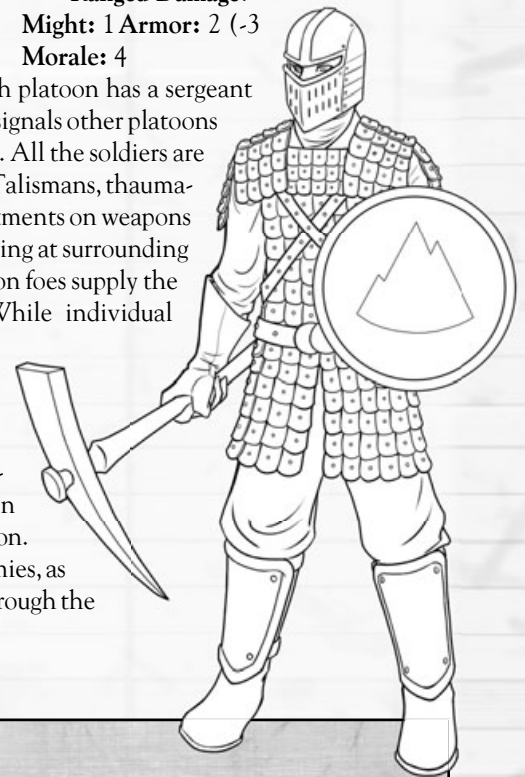 Ranged Damage:
Might: 1 Armor: 2 (-3
Morale: 4
h platoon has a sergeant
signals other platoons
. All the soldiers are
Talismans, thauma-
tments on weapons
ing at surrounding
on foes supply the
While individual
-
n
on.
nies, as
rough the